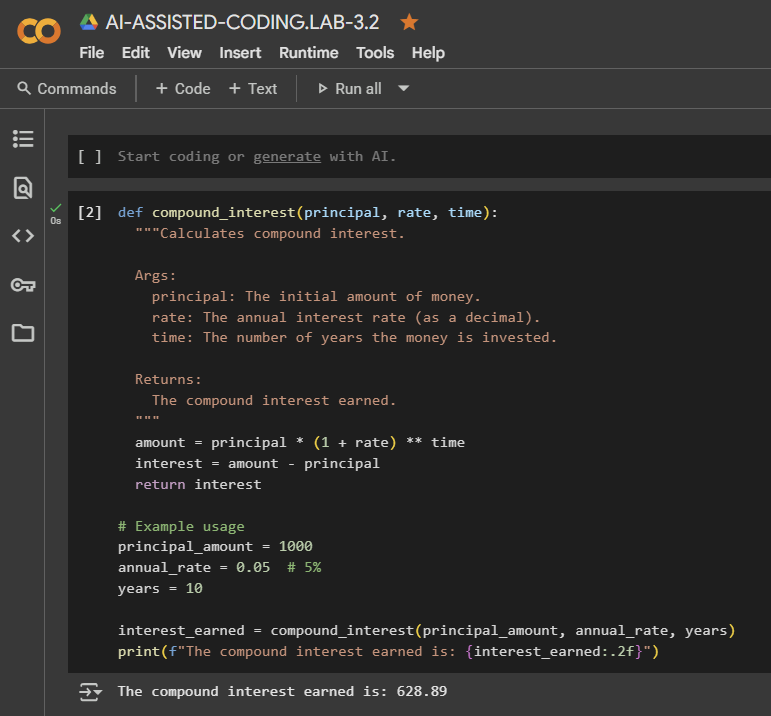 AI-ASSISTED-CODING.LAB-3.2
File Edit View Insert Runtime Tools Help
Commands + Code + Text Run all
[ ] Start coding or generate with AI.
0s
[2] def compound_interest(principal, rate, time):
"""Calculates compound interest.
Args:
principal: The initial amount of money.
rate: The annual interest rate (as a decimal).
time: The number of years the money is invested.
Returns:
The compound interest earned.
"""
amount = principal * (1 + rate) ** time
interest = amount - principal
return interest
# Example usage
principal_amount = 1000
annual_rate = 0.05  # 5%
years = 10
interest_earned = compound_interest(principal_amount, annual_rate, years)
print(f"The compound interest earned is: {interest_earned:.2f}")
The compound interest earned is: 628.89